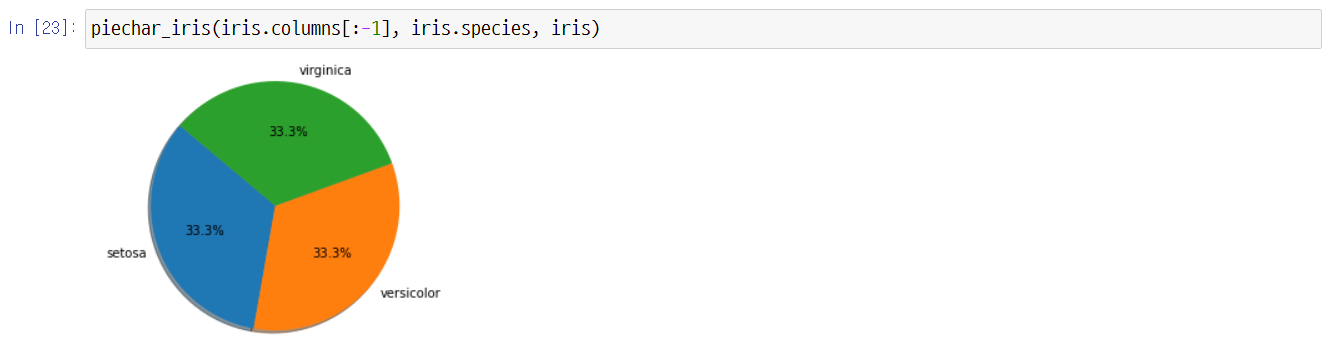 In [23]: piechar_iris(iris.columns[:-1], iris.species, iris)
virginica
33.3%
33.3%
setosa
33.3%
versicolor